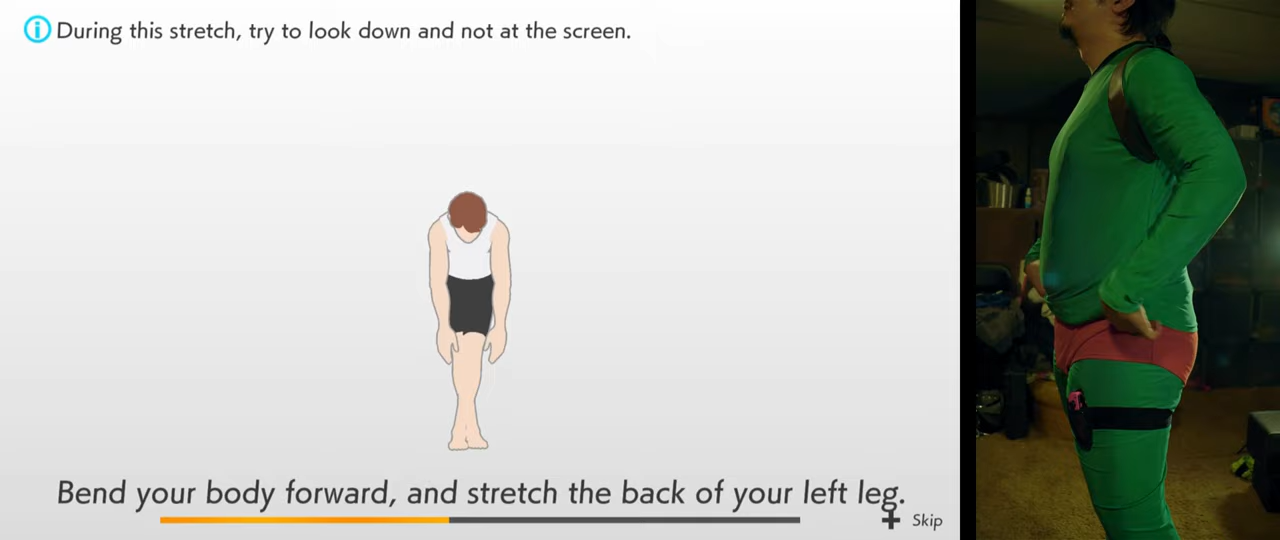 During this stretch, try to look down and not at the screen.
Bend your body forward, and stretch the back of your left leg.
Skip